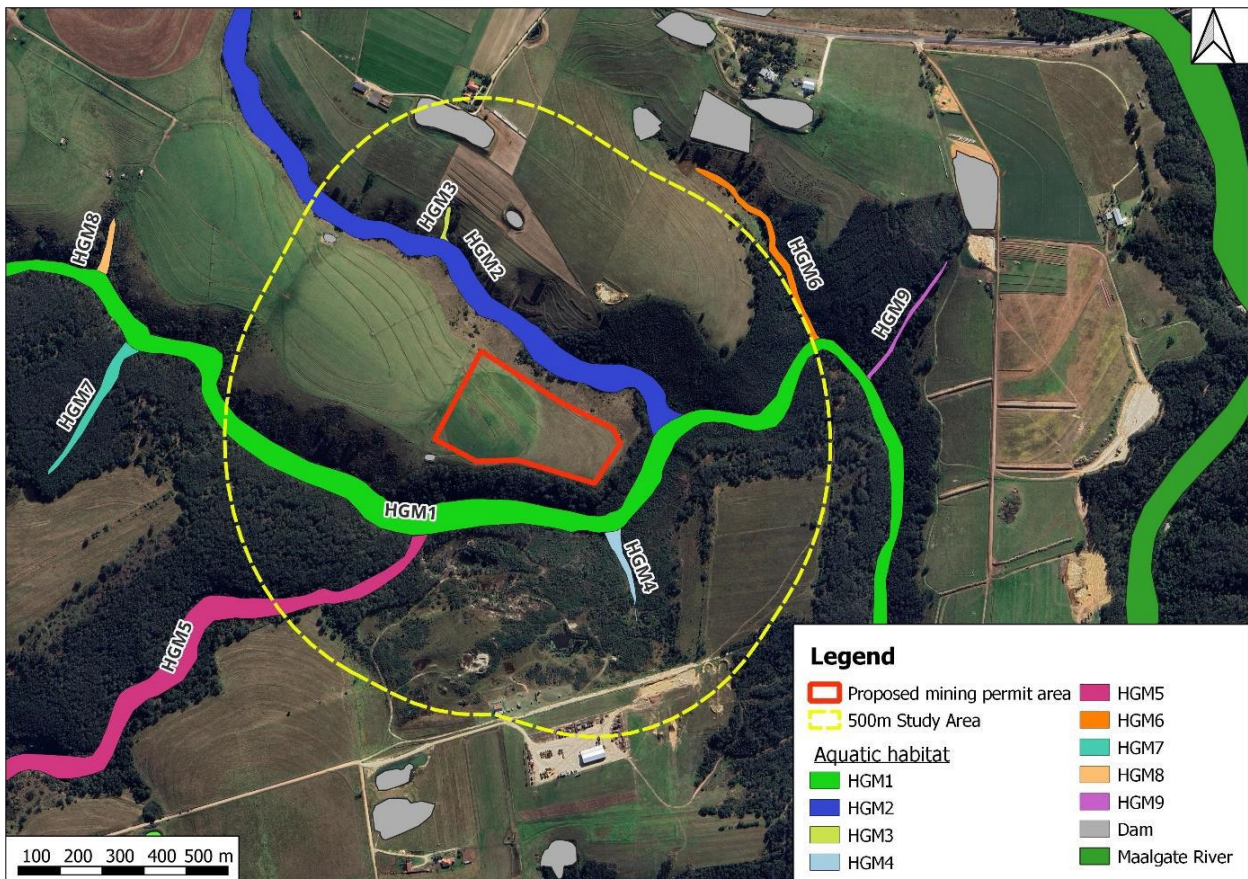 HGM3
HGM2
HGM8
HGM6
HGM9
HGM7
HGM1
HGM4
HGM5
Legend
Proposed mining permit area
500m Study Area
Aquatic habitat
HGM1
HGM2
HGM3
HGM4
HGM5
HGM6
HGM7
HGM8
HGM9
Dam
Maalgate River
100 200 300 400 500 m